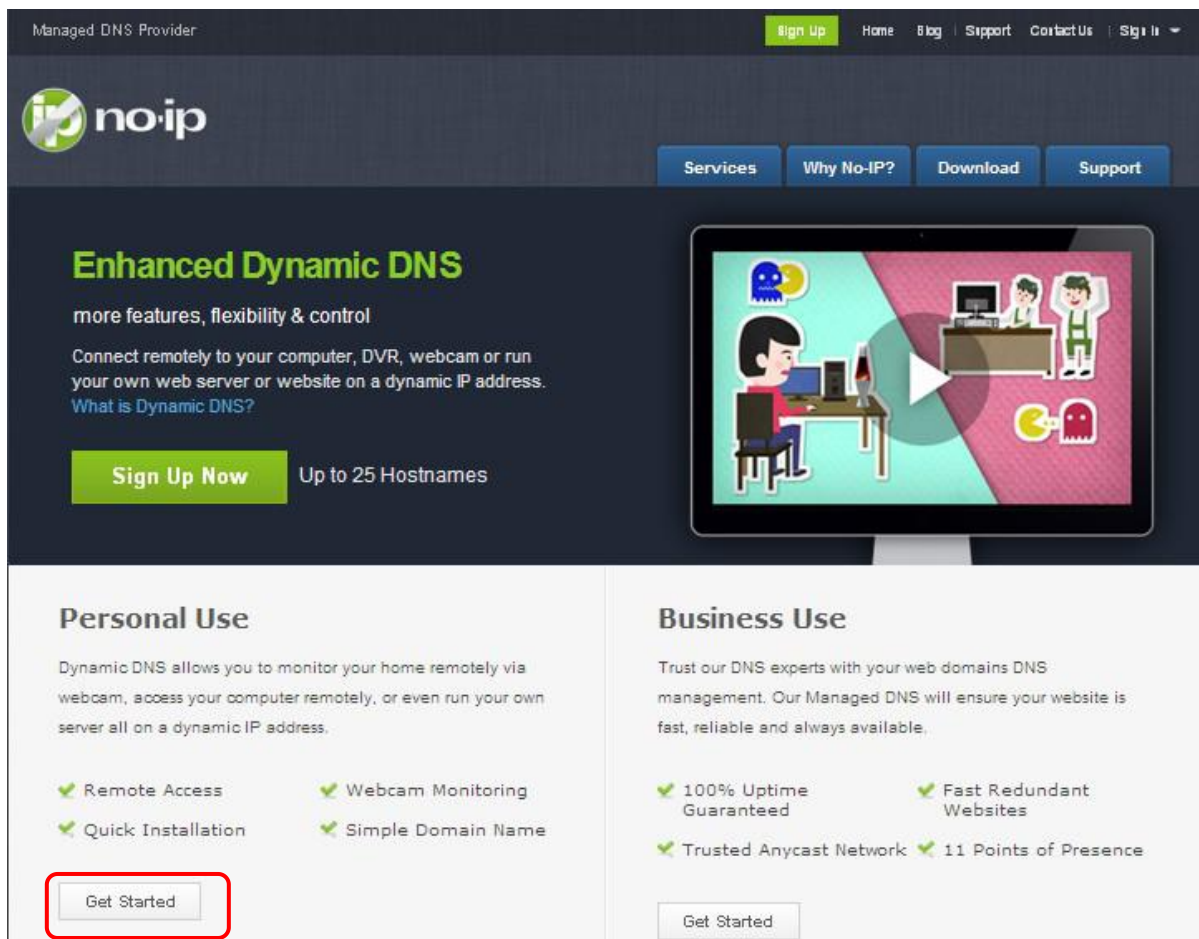 Managed DNS Provider
Sign Up Home Blog Support Contact Us Sign In
ip no·ip
Services Why No-IP? Download Support
Enhanced Dynamic DNS
more features, flexibility & control
Connect remotely to your computer, DVR, webcam or run
your own web server or website on a dynamic IP address.
What is Dynamic DNS?
Sign Up Now Up to 25 Hostnames
Personal Use
Dynamic DNS allows you to monitor your home remotely via
webcam, access your computer remotely, or even run your own
server all on a dynamic IP address.
Remote Access Webcam Monitoring
Quick Installation Simple Domain Name
Get Started
Business Use
Trust our DNS experts with your web domains DNS
management. Our Managed DNS will ensure your website is
fast, reliable and always available.
100% Uptime
Guaranteed
Fast Redundant
Websites
Trusted Anycast Network 11 Points of Presence
Get Started